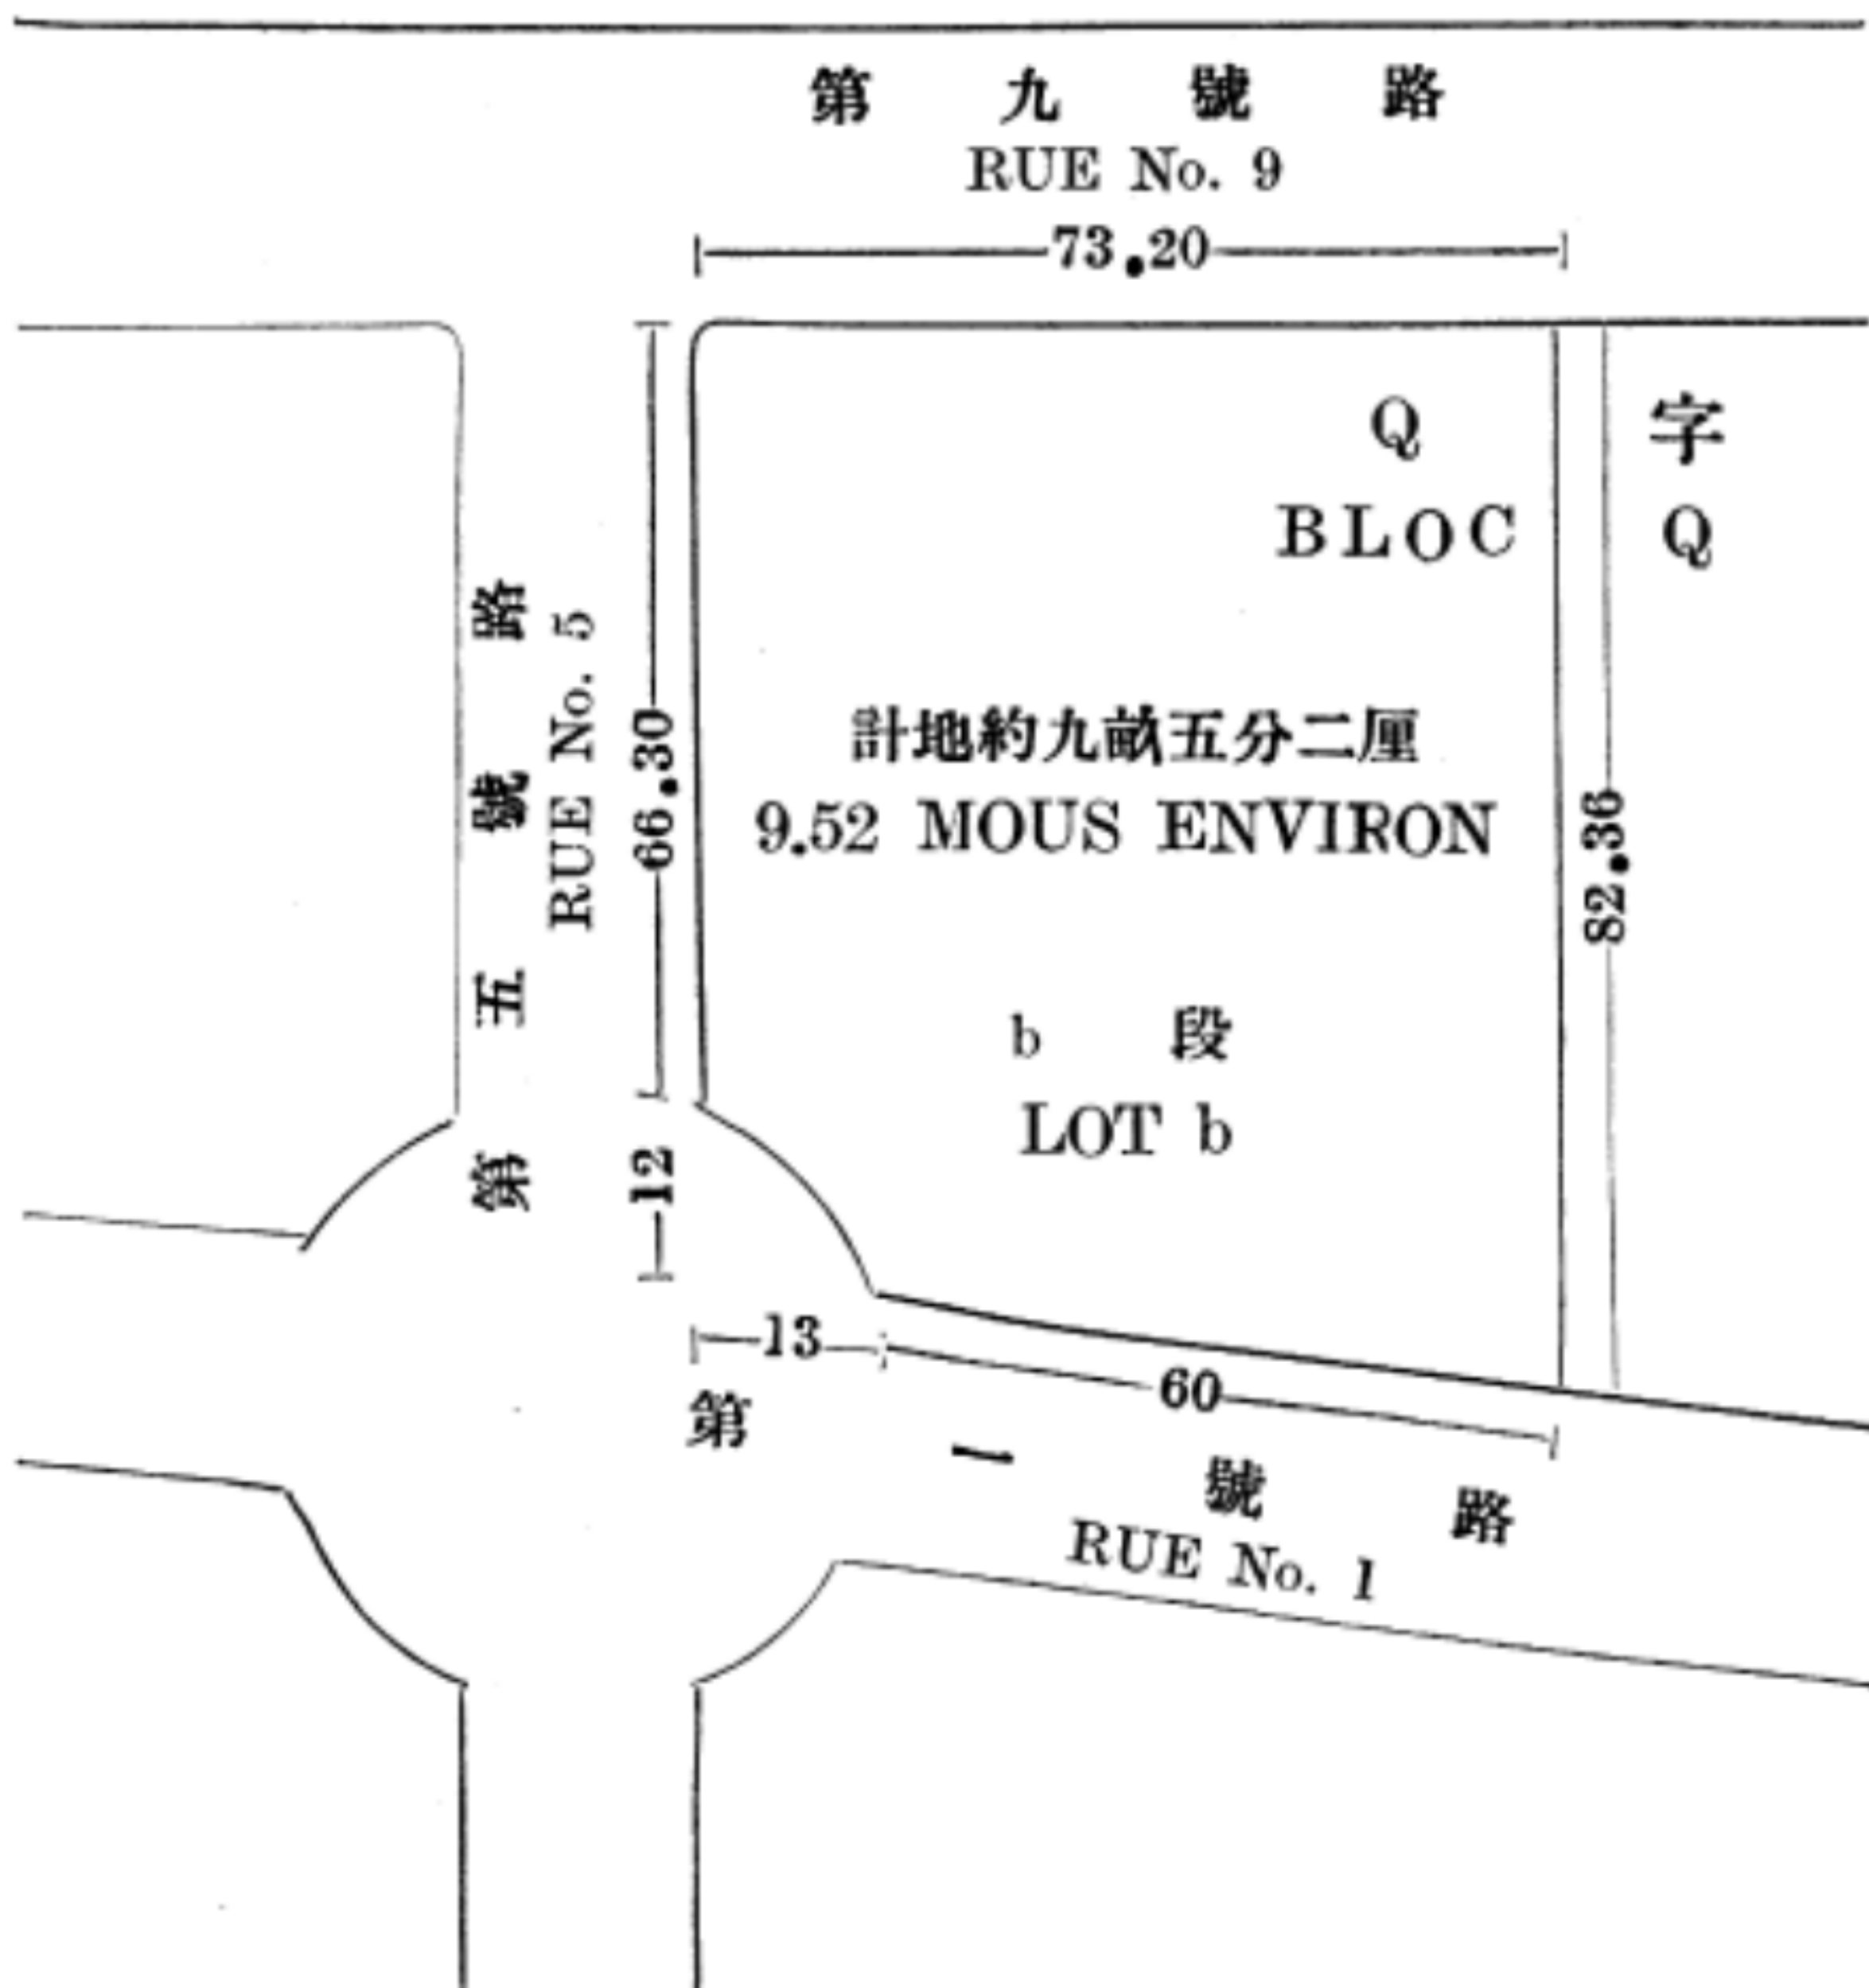 第 九 號 路
RUE No. 9
73.20
Q 字
BLOC Q
第 五 號 路
RUE No. 5
66.30
計地約九畝五分二厘
9.52 MOUS ENVIRON
82.36
b 段
LOT b
12
13
60
第 一 號 路
RUE No. 1